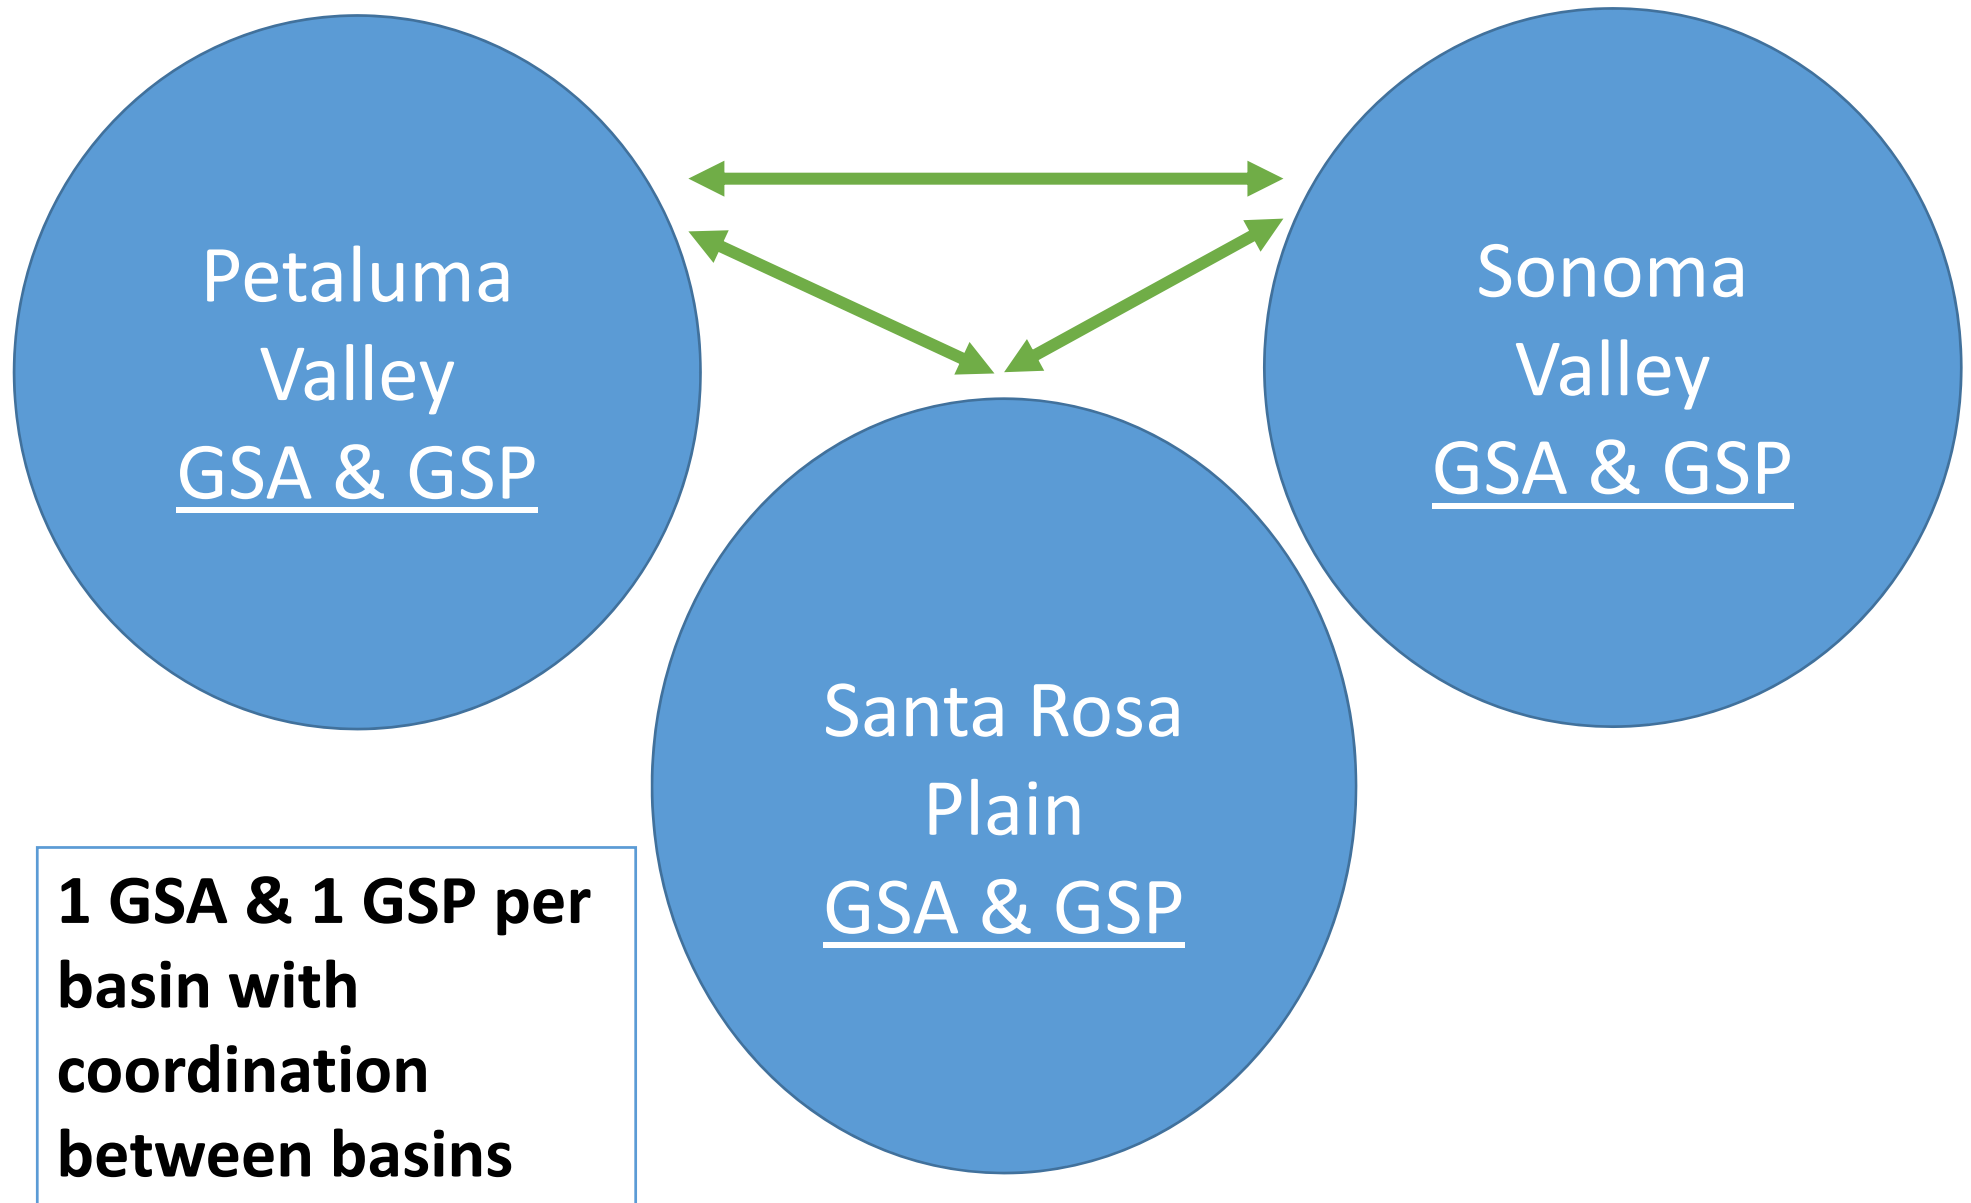 Petaluma
Valley
GSA & GSP
Sonoma
Valley
GSA & GSP
Santa Rosa
Plain
GSA & GSP
1 GSA & 1 GSP per
basin with
coordination
between basins